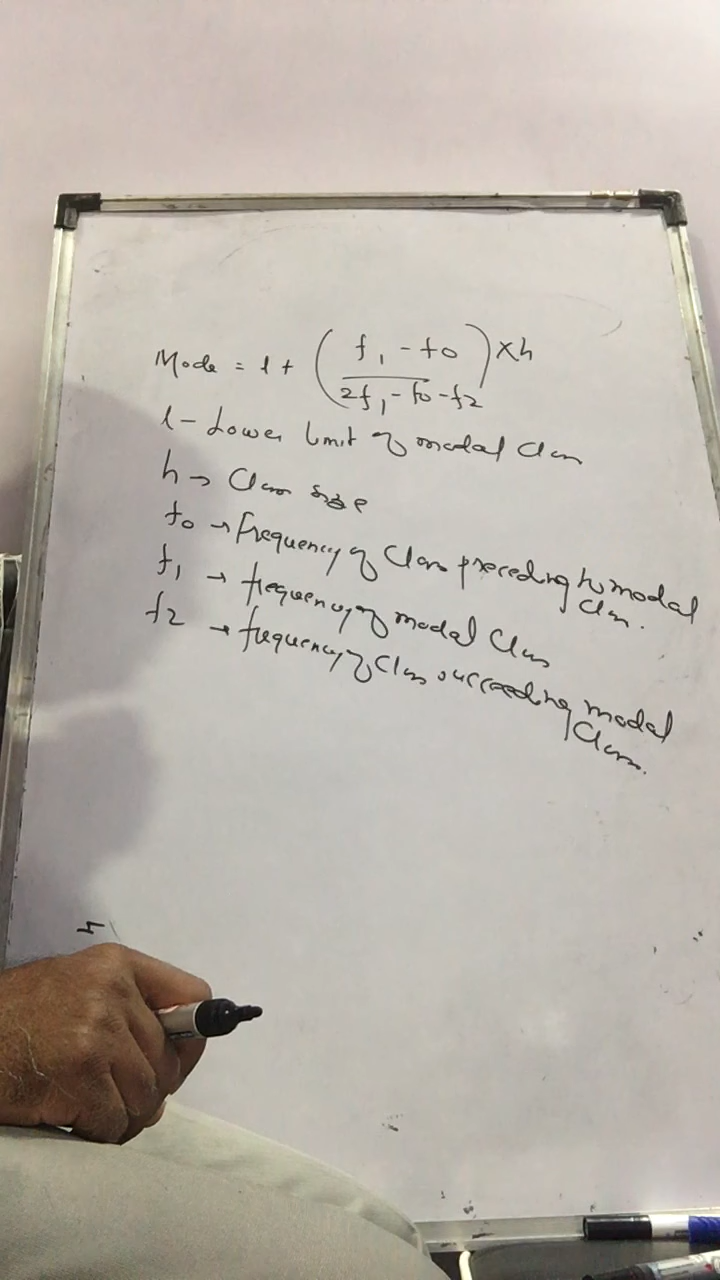 Mode = l + ( f1 - f0 / 2f1 - f0 - f2 ) × h
l - Lower limit of modal Class
h → Class size
f0 → frequency of Class preceding to modal
Class.
f1 → frequency of modal Class
f2 → frequency of Class succeeding modal
Class.